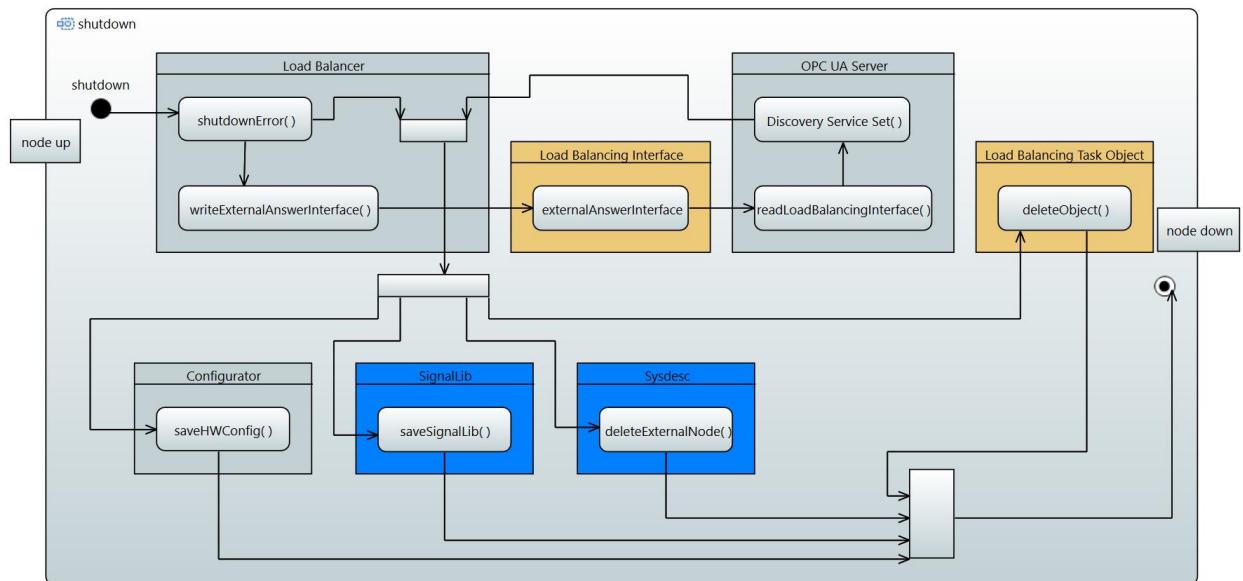 shutdown
Load Balancer
OPC UA Server
shutdown
shutdownError( )
Discovery Service Set( )
node up
Load Balancing Interface
Load Balancing Task Object
writeExternalAnswerInterface( )
externalAnswerInterface
readLoadBalancingInterface( )
deleteObject( )
node down
Configurator
SignalLib
Sysdesc
saveHWConfig( )
saveSignalLib( )
deleteExternalNode( )